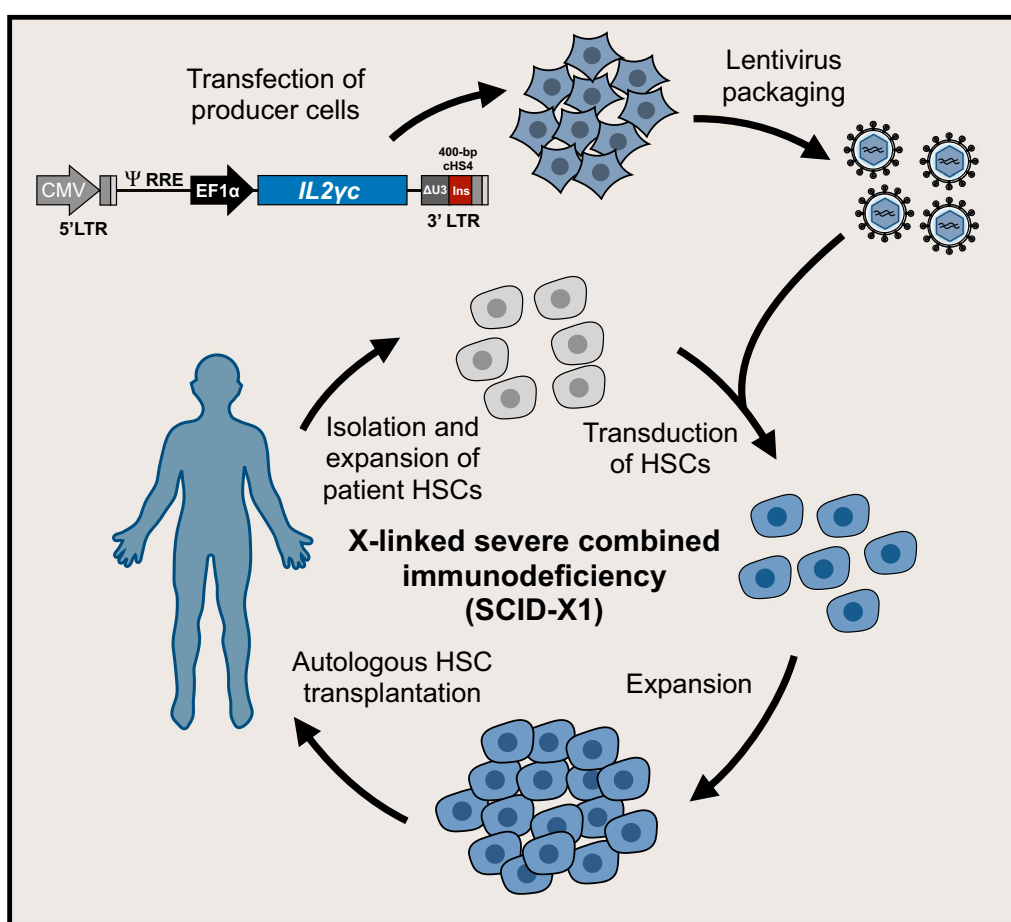 Transfection of
producer cells
Lentivirus
packaging
400-bp
cHS4
CMV
Ψ RRE
EF1α
IL2γc
ΔU3
Ins
5'LTR
3' LTR
Isolation and
expansion of
patient HSCs
Transduction
of HSCs
X-linked severe combined
immunodeficiency
(SCID-X1)
Autologous HSC
transplantation
Expansion